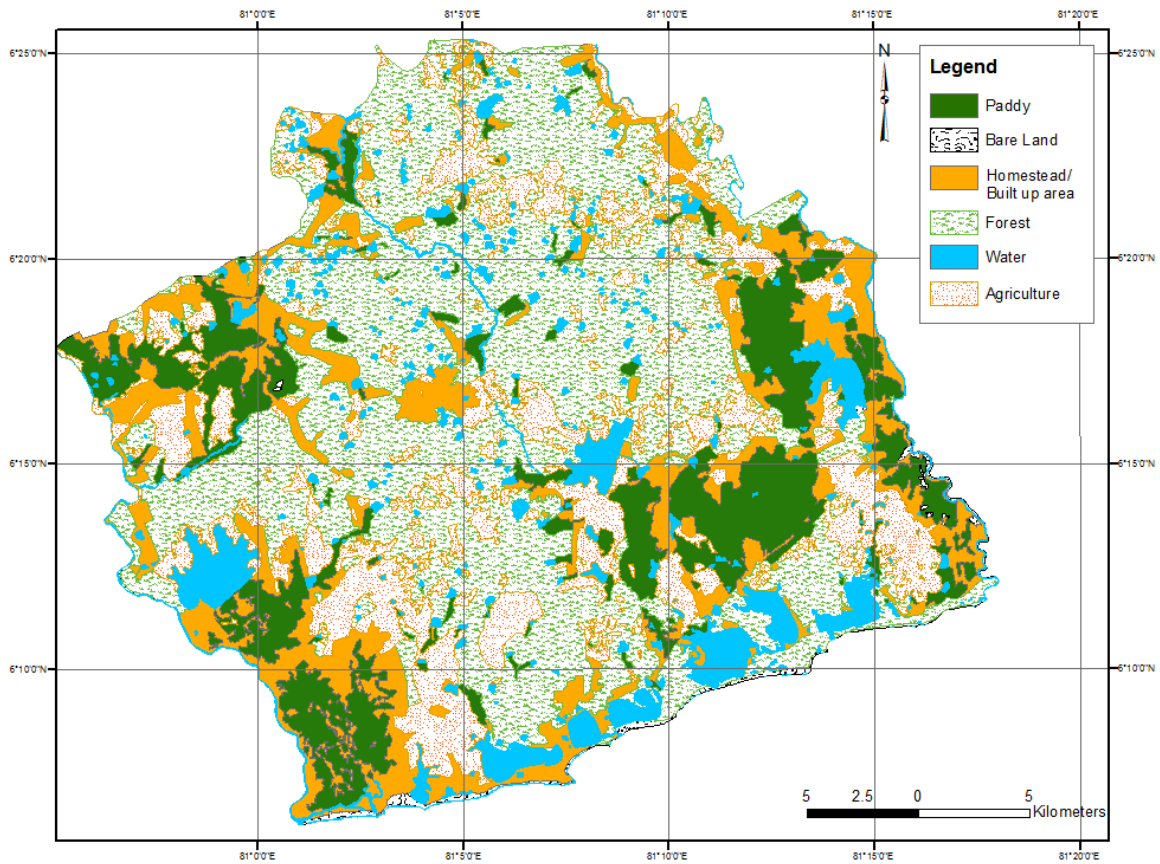 81°0'0"E 81°5'0"E 81°10'0"E 81°15'0"E 81°20'0"E
6°25'0"N 6°25'0"N
N
Legend
Paddy
Bare Land
Homestead/
Built up area
Forest
Water
Agriculture
6°20'0"N 6°20'0"N
6°15'0"N 6°15'0"N
6°10'0"N 6°10'0"N
5 2.5 0 5
Kilometers
81°0'0"E 81°5'0"E 81°10'0"E 81°15'0"E 81°20'0"E